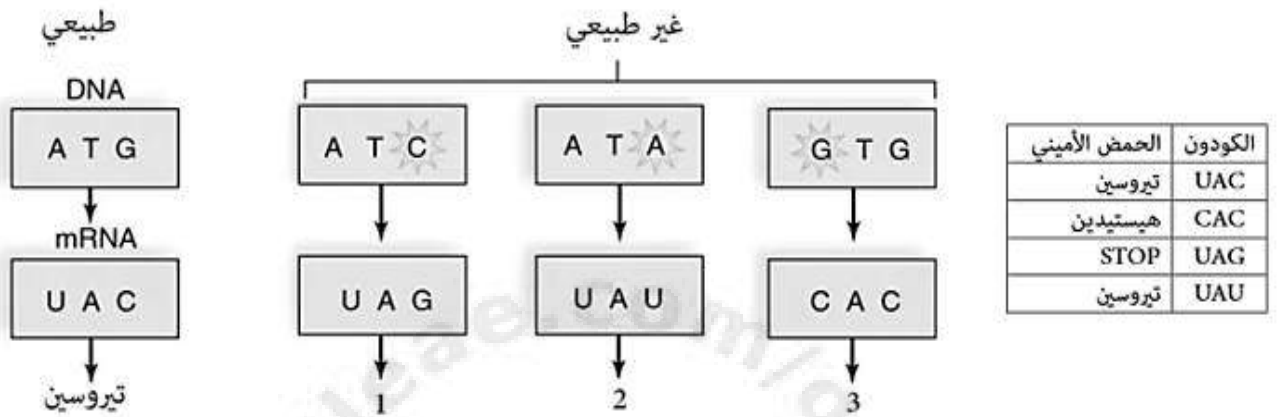 طبيعي
غير طبيعي
DNA
A T G
A T C
A T A
G T G
mRNA
U A C
U A G
U A U
C A C
تيروسين
1
2
3
الكودون الحمض الأميني
UAC تيروسين
CAC هيستيدين
UAG STOP
UAU تيروسين